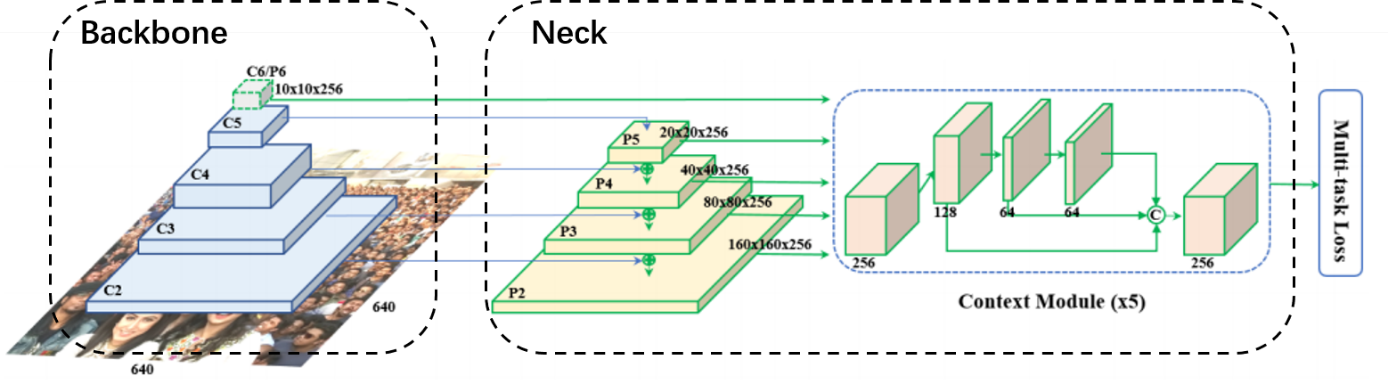 Backbone
Neck
C6/P6
10x10x256
C5
C4
C3
C2
640
640
P5
20x20x256
P4
40x40x256
P3
80x80x256
P2
160x160x256
256
128
64
64
C
256
Context Module (x5)
Multi-task Loss